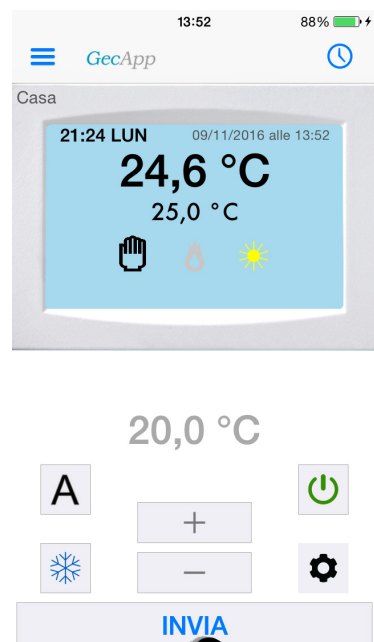 13:52 88%
GecApp
Casa
21:24 LUN 09/11/2016 alle 13:52
24,6 °C
25,0 °C
20,0 °C
A
+
−
INVIA